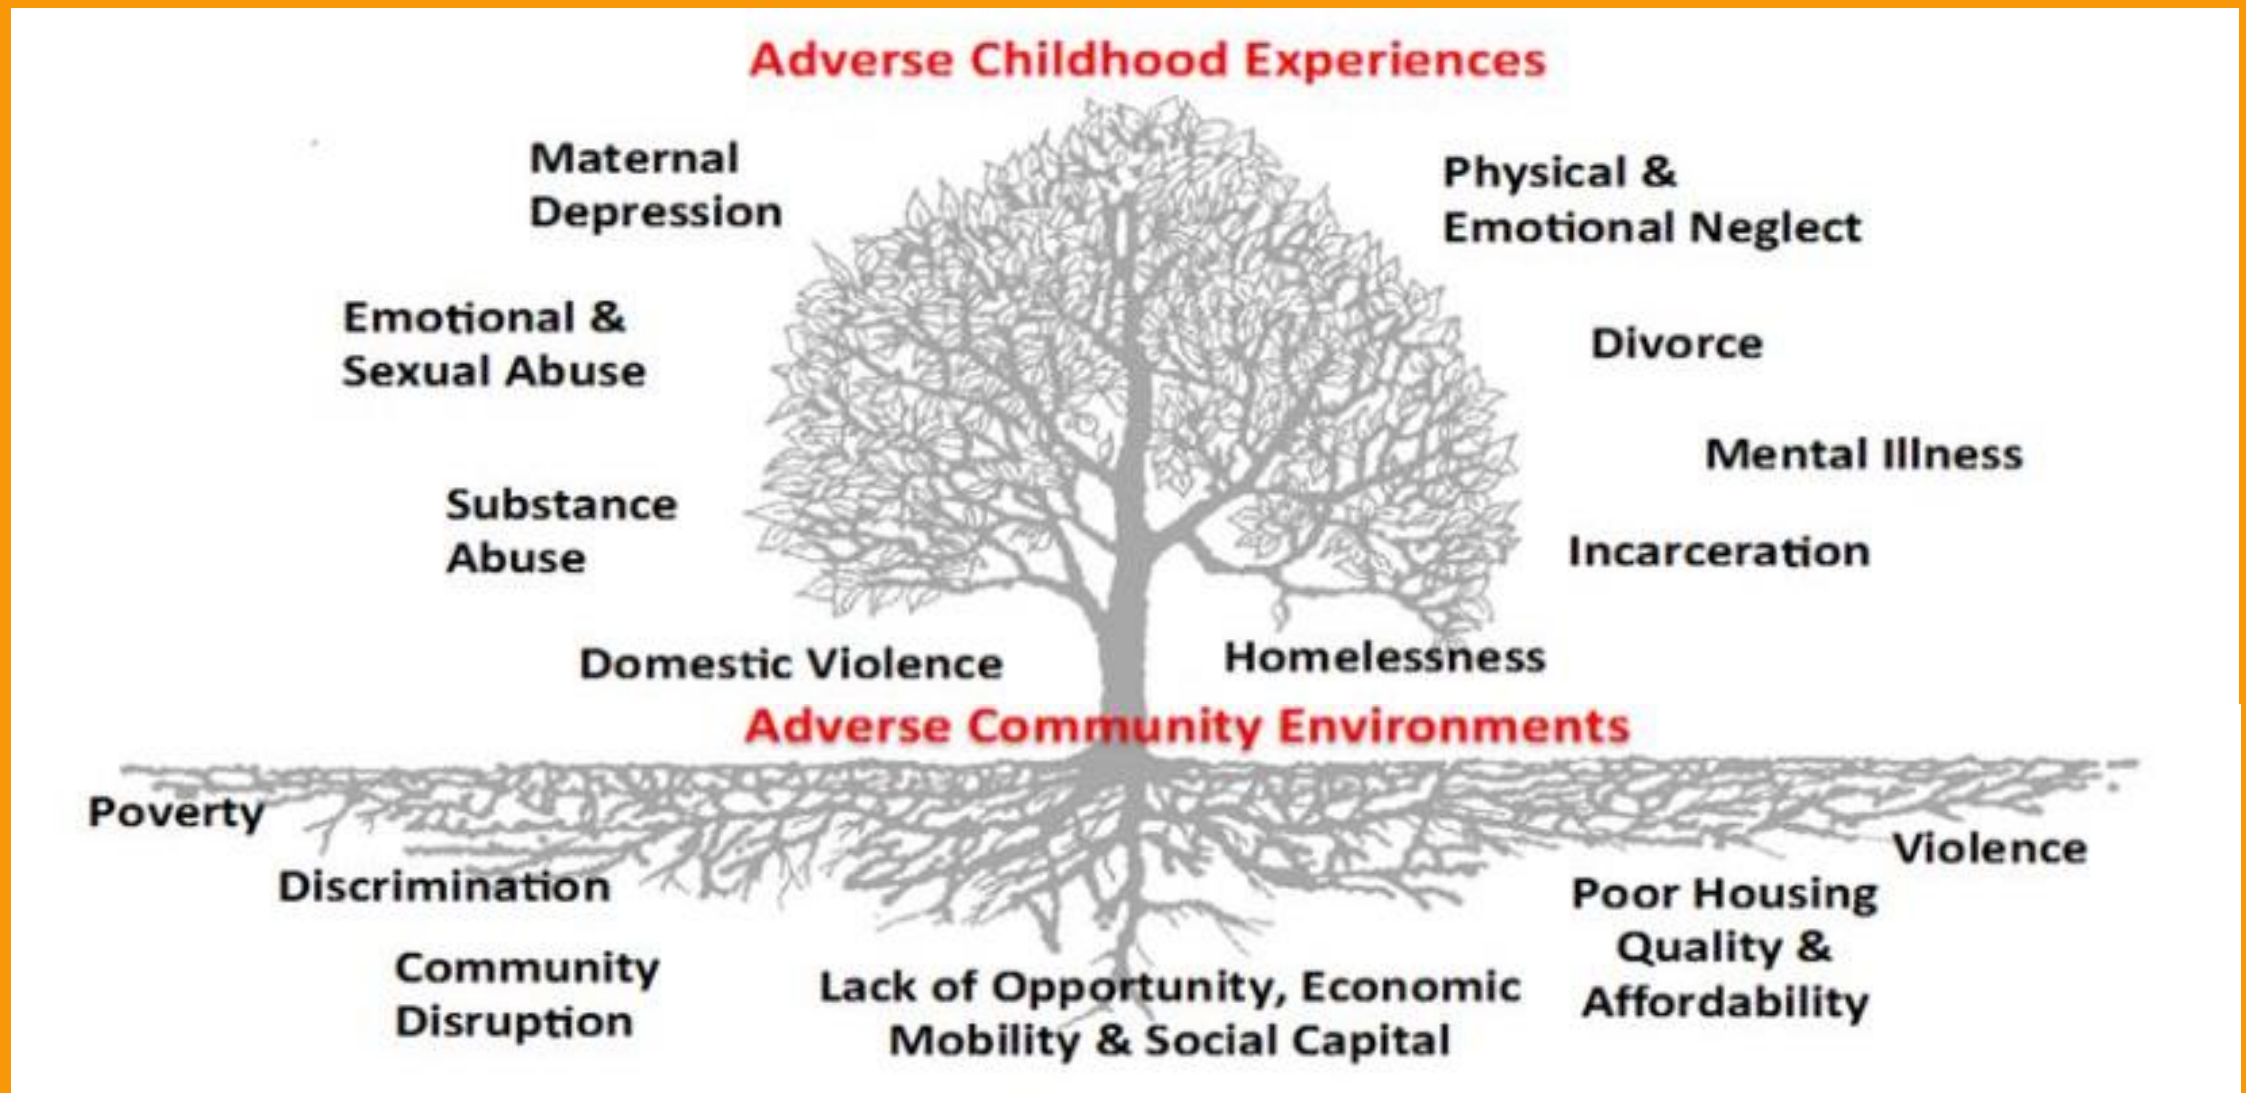 Adverse Childhood Experiences
Maternal
Depression
Physical &
Emotional Neglect
Emotional &
Sexual Abuse
Divorce
Mental Illness
Substance
Abuse
Incarceration
Domestic Violence
Homelessness
Adverse Community Environments
Poverty
Violence
Discrimination
Poor Housing
Quality &
Affordability
Community
Disruption
Lack of Opportunity, Economic
Mobility & Social Capital